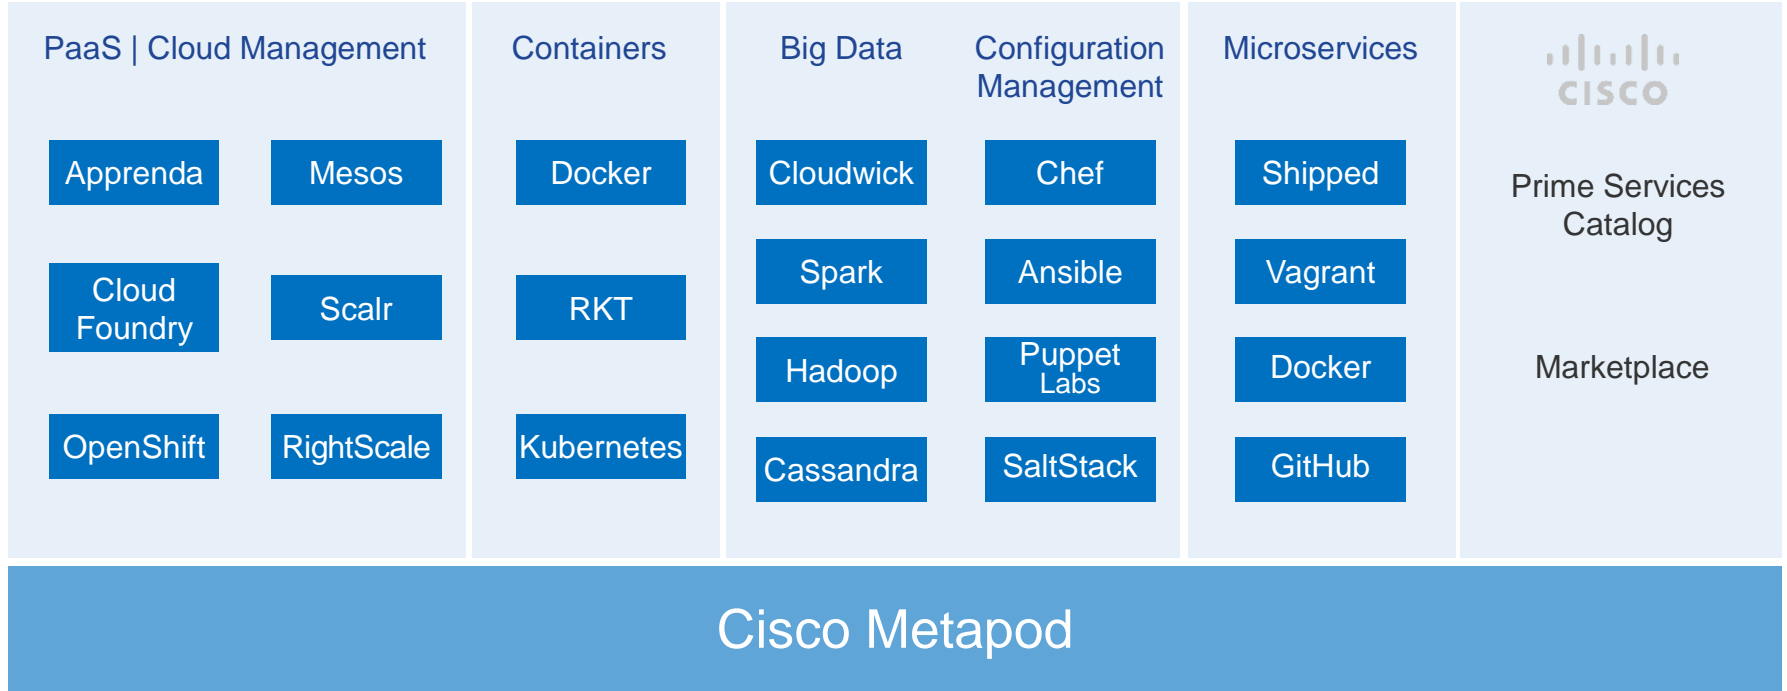 PaaS | Cloud Management
Apprenda
Mesos
Cloud
Foundry
Scalr
OpenShift
RightScale
Containers
Docker
RKT
Kubernetes
Big Data
Cloudwick
Spark
Hadoop
Cassandra
Configuration
Management
Chef
Ansible
Puppet
Labs
SaltStack
Microservices
Shipped
Vagrant
Docker
GitHub
CISCO
Prime Services
Catalog
Marketplace
Cisco Metapod